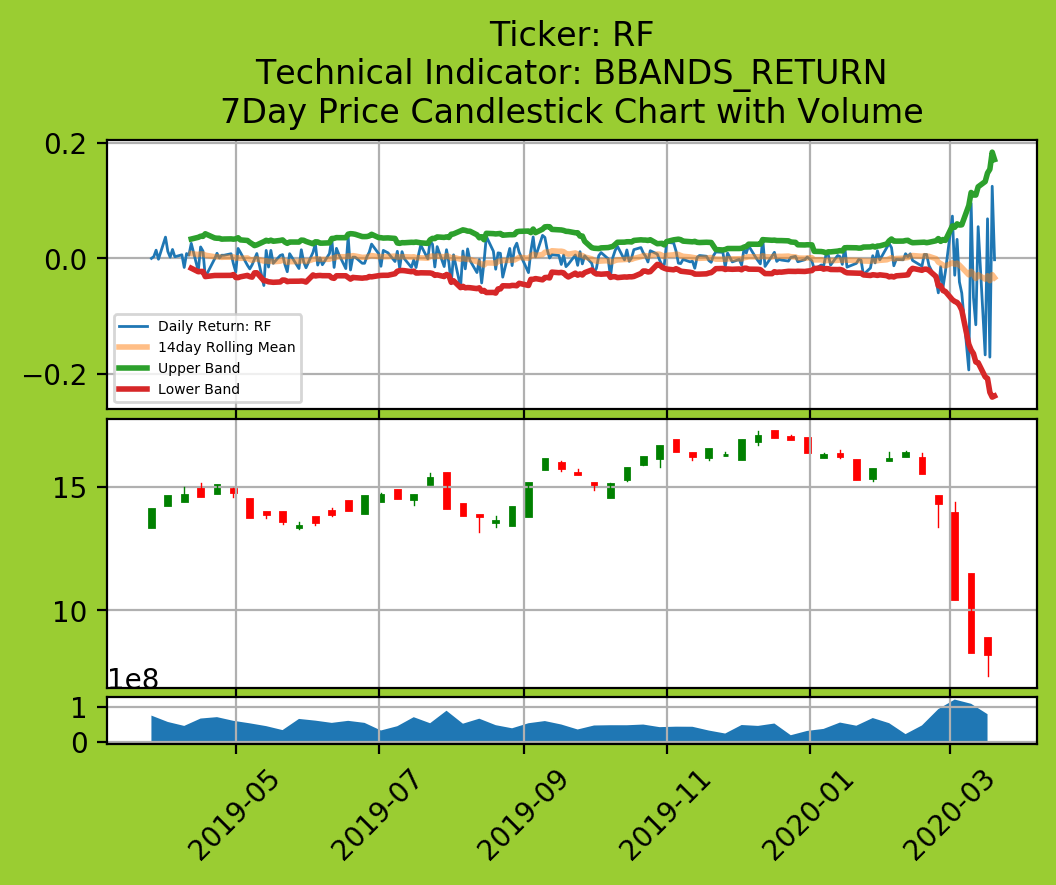 Ticker: RF
Technical Indicator: BBANDS_RETURN
7Day Price Candlestick Chart with Volume
0.2
0.0
−0.2
Daily Return: RF
14day Rolling Mean
Upper Band
Lower Band
15
10
1e8
1
0
2019-05
2019-07
2019-09
2019-11
2020-01
2020-03